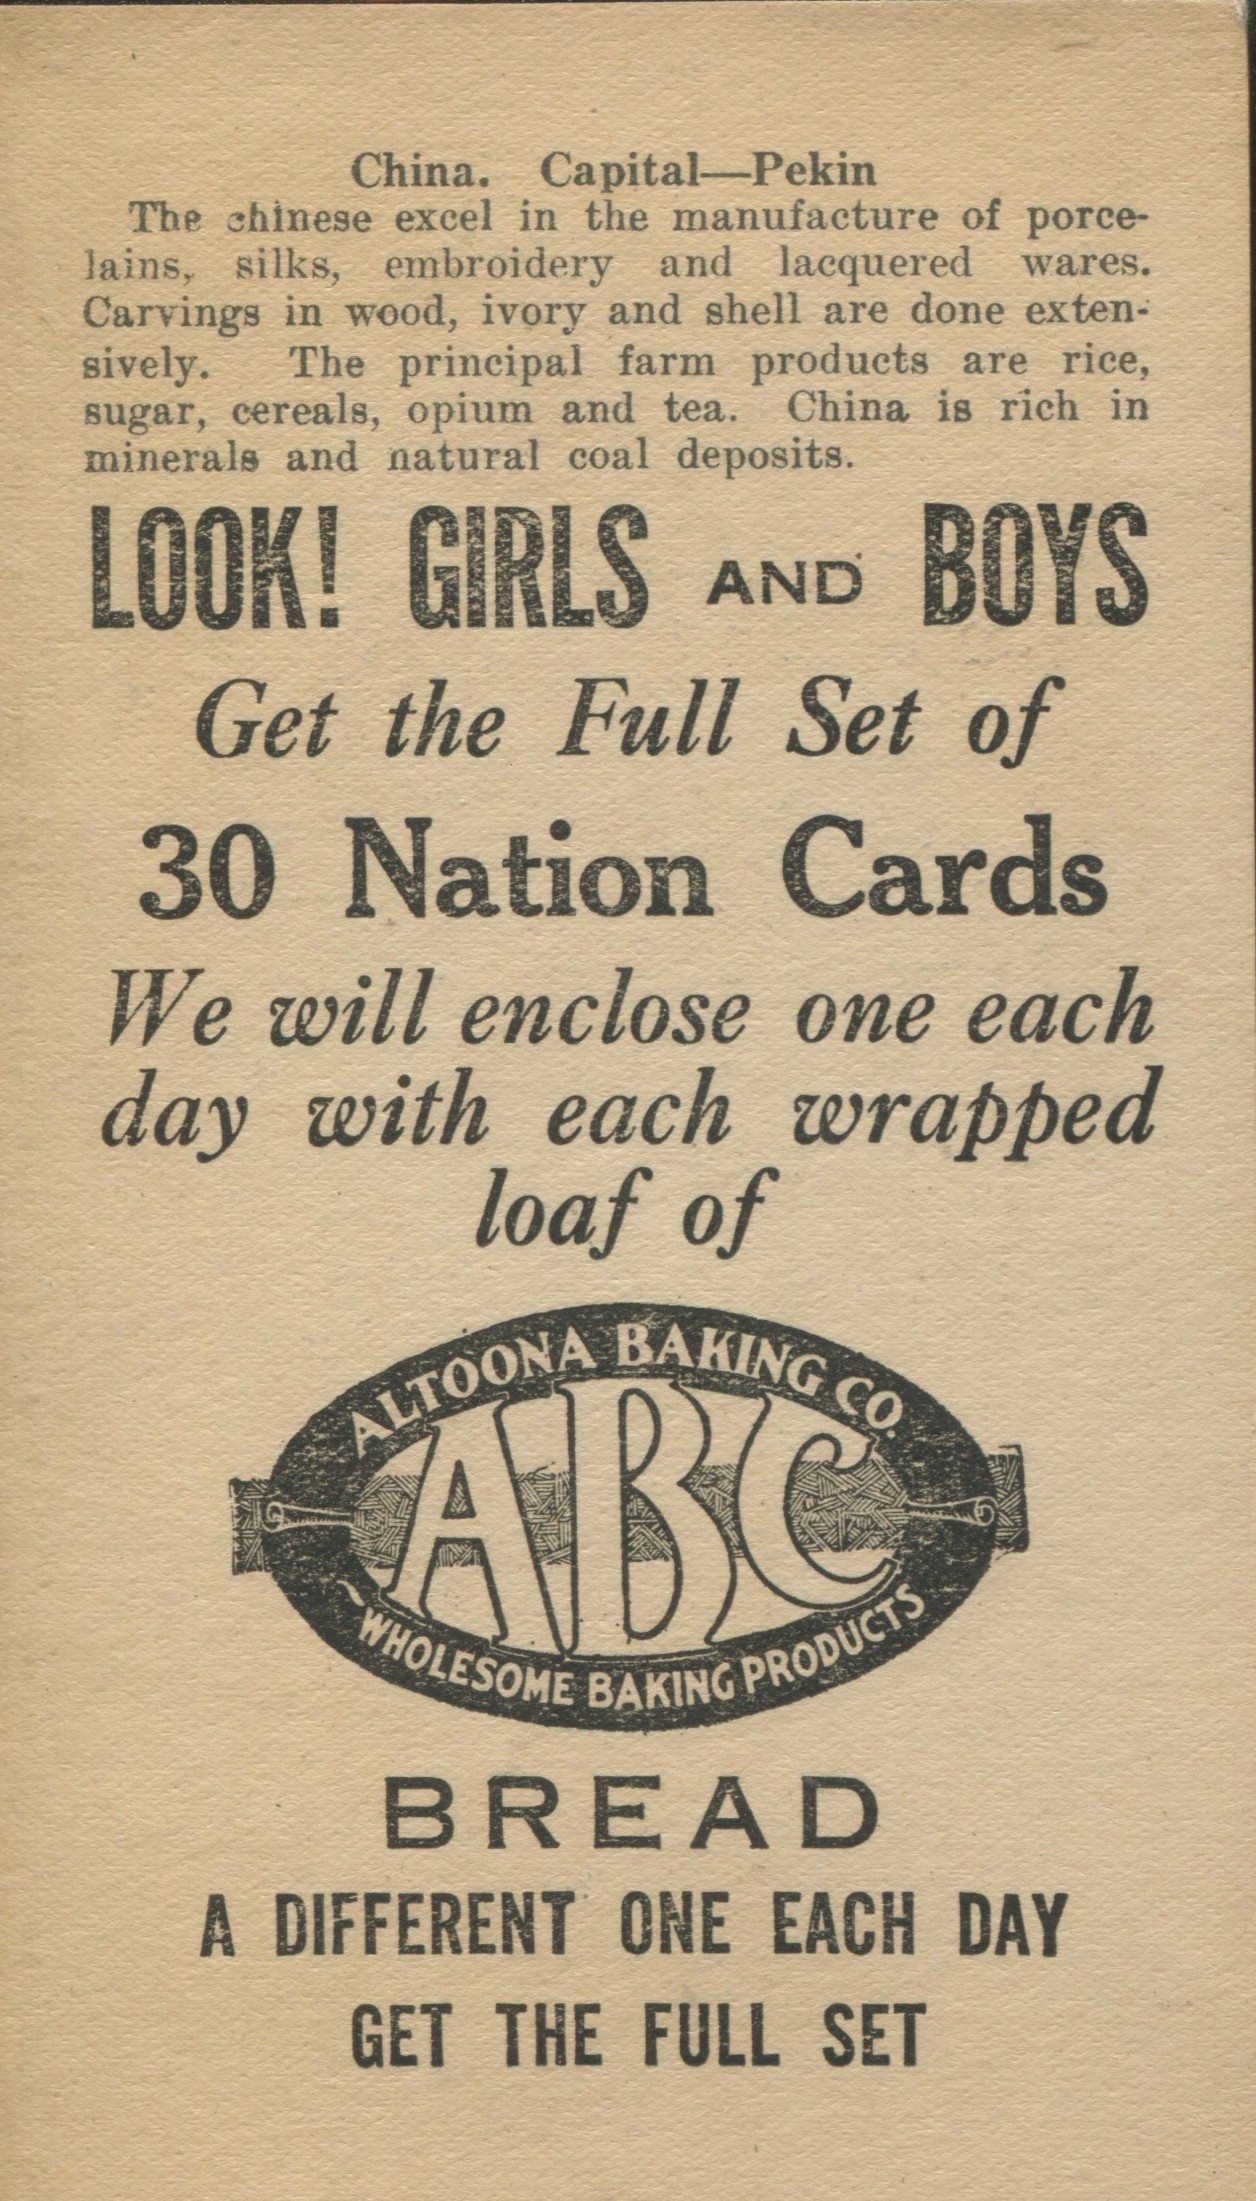 China. Capital—Pekin
The chinese excel in the manufacture of porce-
lains, silks, embroidery and lacquered wares.
Carvings in wood, ivory and shell are done exten-
sively. The principal farm products are rice,
sugar, cereals, opium and tea. China is rich in
minerals and natural coal deposits.
LOOK! GIRLS AND BOYS
Get the Full Set of
30 Nation Cards
We will enclose one each
day with each wrapped
loaf of
ALTOONA BAKING CO.
ABC
WHOLESOME BAKING PRODUCTS
BREAD
A DIFFERENT ONE EACH DAY
GET THE FULL SET